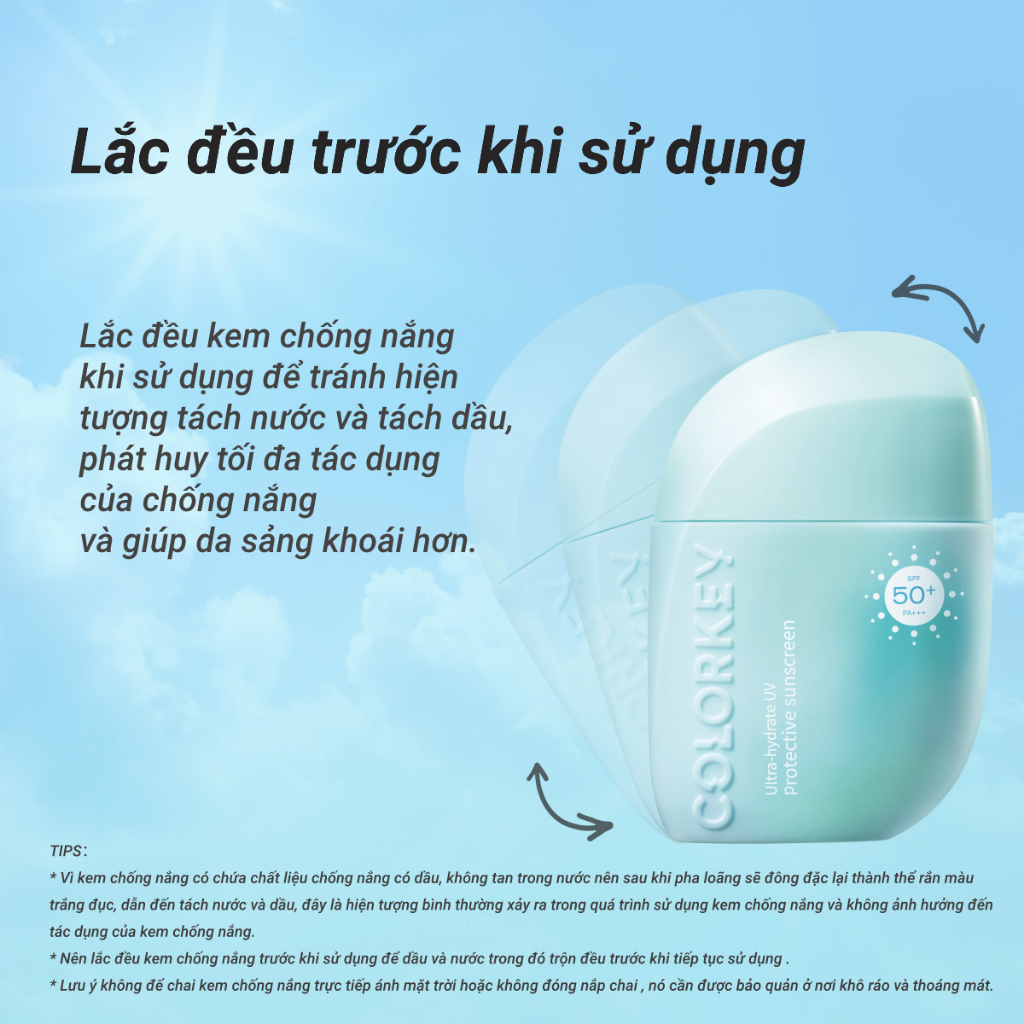 Lắc đều trước khi sử dụng
Lắc đều kem chống nắng
khi sử dụng để tránh hiện
tượng tách nước và tách dầu,
phát huy tối đa tác dụng
của chống nắng
và giúp da sảng khoái hơn.
SPF
50+
PA+++
COLORKEY
Ultra-hydrate UV
protective sunscreen
TIPS:
* Vì kem chống nắng có chứa chất liệu chống nắng có dầu, không tan trong nước nên sau khi pha loãng sẽ đông đặc lại thành thể rắn màu
trắng đục, dẫn đến tách nước và dầu, đây là hiện tượng bình thường xảy ra trong quá trình sử dụng kem chống nắng và không ảnh hưởng đến
tác dụng của kem chống nắng.
* Nên lắc đều kem chống nắng trước khi sử dụng để dầu và nước trong đó trộn đều trước khi tiếp tục sử dụng .
* Lưu ý không để chai kem chống nắng trực tiếp ánh mặt trời hoặc không đóng nắp chai , nó cần được bảo quản ở nơi khô ráo và thoáng mát.